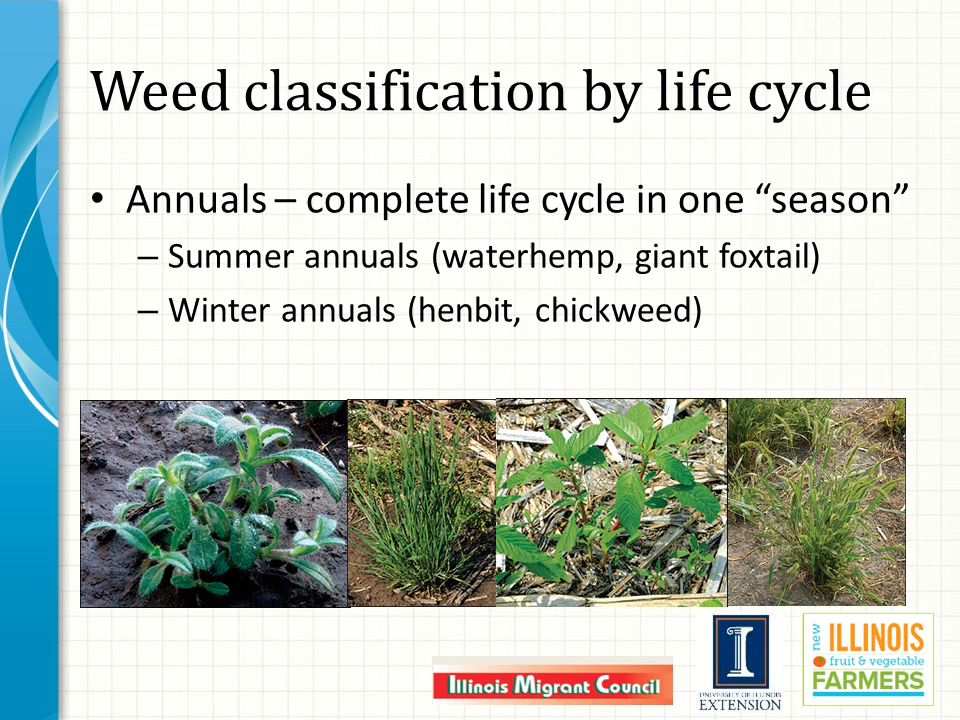 Weed classification by life cycle
• Annuals – complete life cycle in one “season”
– Summer annuals (waterhemp, giant foxtail)
– Winter annuals (henbit, chickweed)
Illinois Migrant Council
I
UNIVERSITY OF ILLINOIS
EXTENSION
new
ILLINOIS
fruit & vegetable
FARMERS